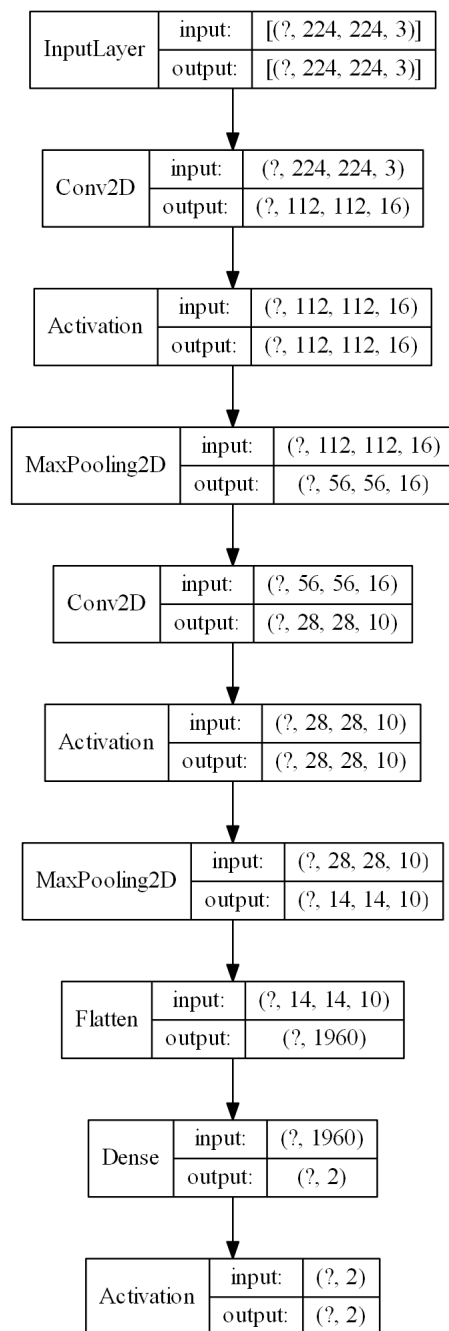 InputLayer
input: [(?, 224, 224, 3)]
output: [(?, 224, 224, 3)]
Conv2D
input: (?, 224, 224, 3)
output: (?, 112, 112, 16)
Activation
input: (?, 112, 112, 16)
output: (?, 112, 112, 16)
MaxPooling2D
input: (?, 112, 112, 16)
output: (?, 56, 56, 16)
Conv2D
input: (?, 56, 56, 16)
output: (?, 28, 28, 10)
Activation
input: (?, 28, 28, 10)
output: (?, 28, 28, 10)
MaxPooling2D
input: (?, 28, 28, 10)
output: (?, 14, 14, 10)
Flatten
input: (?, 14, 14, 10)
output: (?, 1960)
Dense
input: (?, 1960)
output: (?, 2)
Activation
input: (?, 2)
output: (?, 2)